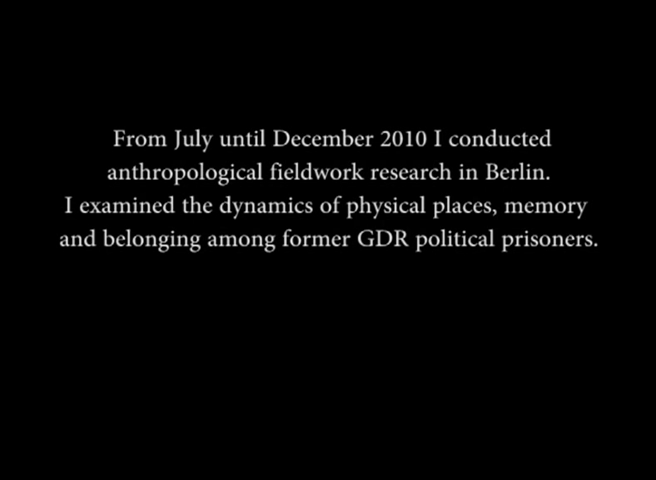 From July until December 2010 I conducted
anthropological fieldwork research in Berlin.
I examined the dynamics of physical places, memory
and belonging among former GDR political prisoners.